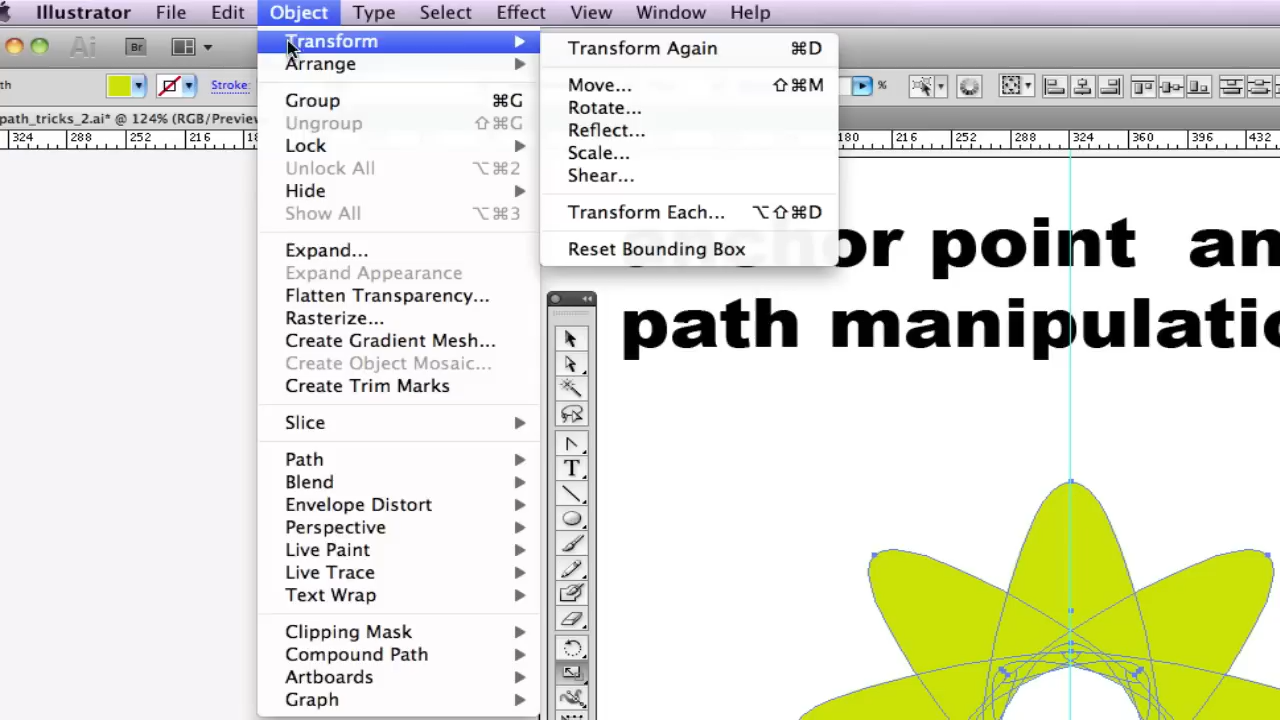 Illustrator File Edit Object Type Select Effect View Window Help
Ai Br
th Stroke: %
path_tricks_2.ai* @ 124% (RGB/Preview
324 288 252 216 180 216 252 288 324 360 396 432
Transform
Arrange
Group ⌘G
Ungroup ⇧⌘G
Lock
Unlock All ⌥⌘2
Hide
Show All ⌥⌘3
Expand...
Expand Appearance
Flatten Transparency...
Rasterize...
Create Gradient Mesh...
Create Object Mosaic...
Create Trim Marks
Slice
Path
Blend
Envelope Distort
Perspective
Live Paint
Live Trace
Text Wrap
Clipping Mask
Compound Path
Artboards
Graph
Transform Again ⌘D
Move... ⇧⌘M
Rotate...
Reflect...
Scale...
Shear...
Transform Each... ⌥⇧⌘D
Reset Bounding Box
anchor point an
path manipulatio
T